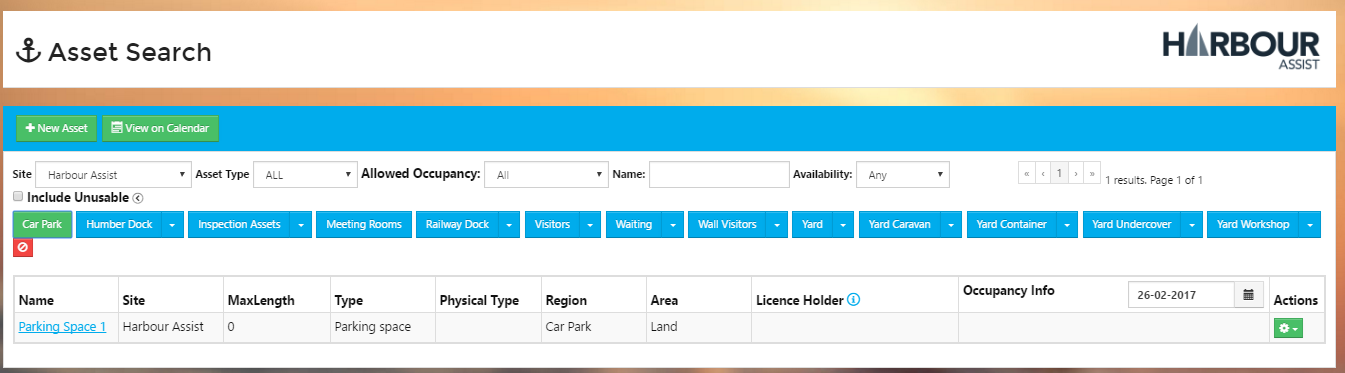 Asset Search
HARBOUR
ASSIST
New Asset View on Calendar
Site Harbour Assist Asset Type ALL Allowed Occupancy: All Name: Availability: Any « ‹ 1 › » 1 results. Page 1 of 1
Include Unusable
Car Park Humber Dock Inspection Assets Meeting Rooms Railway Dock Visitors Waiting Wall Visitors Yard Yard Caravan Yard Container Yard Undercover Yard Workshop
Name Site MaxLength Type Physical Type Region Area Licence Holder Occupancy Info 26-02-2017 Actions
Parking Space 1 Harbour Assist 0 Parking space Car Park Land